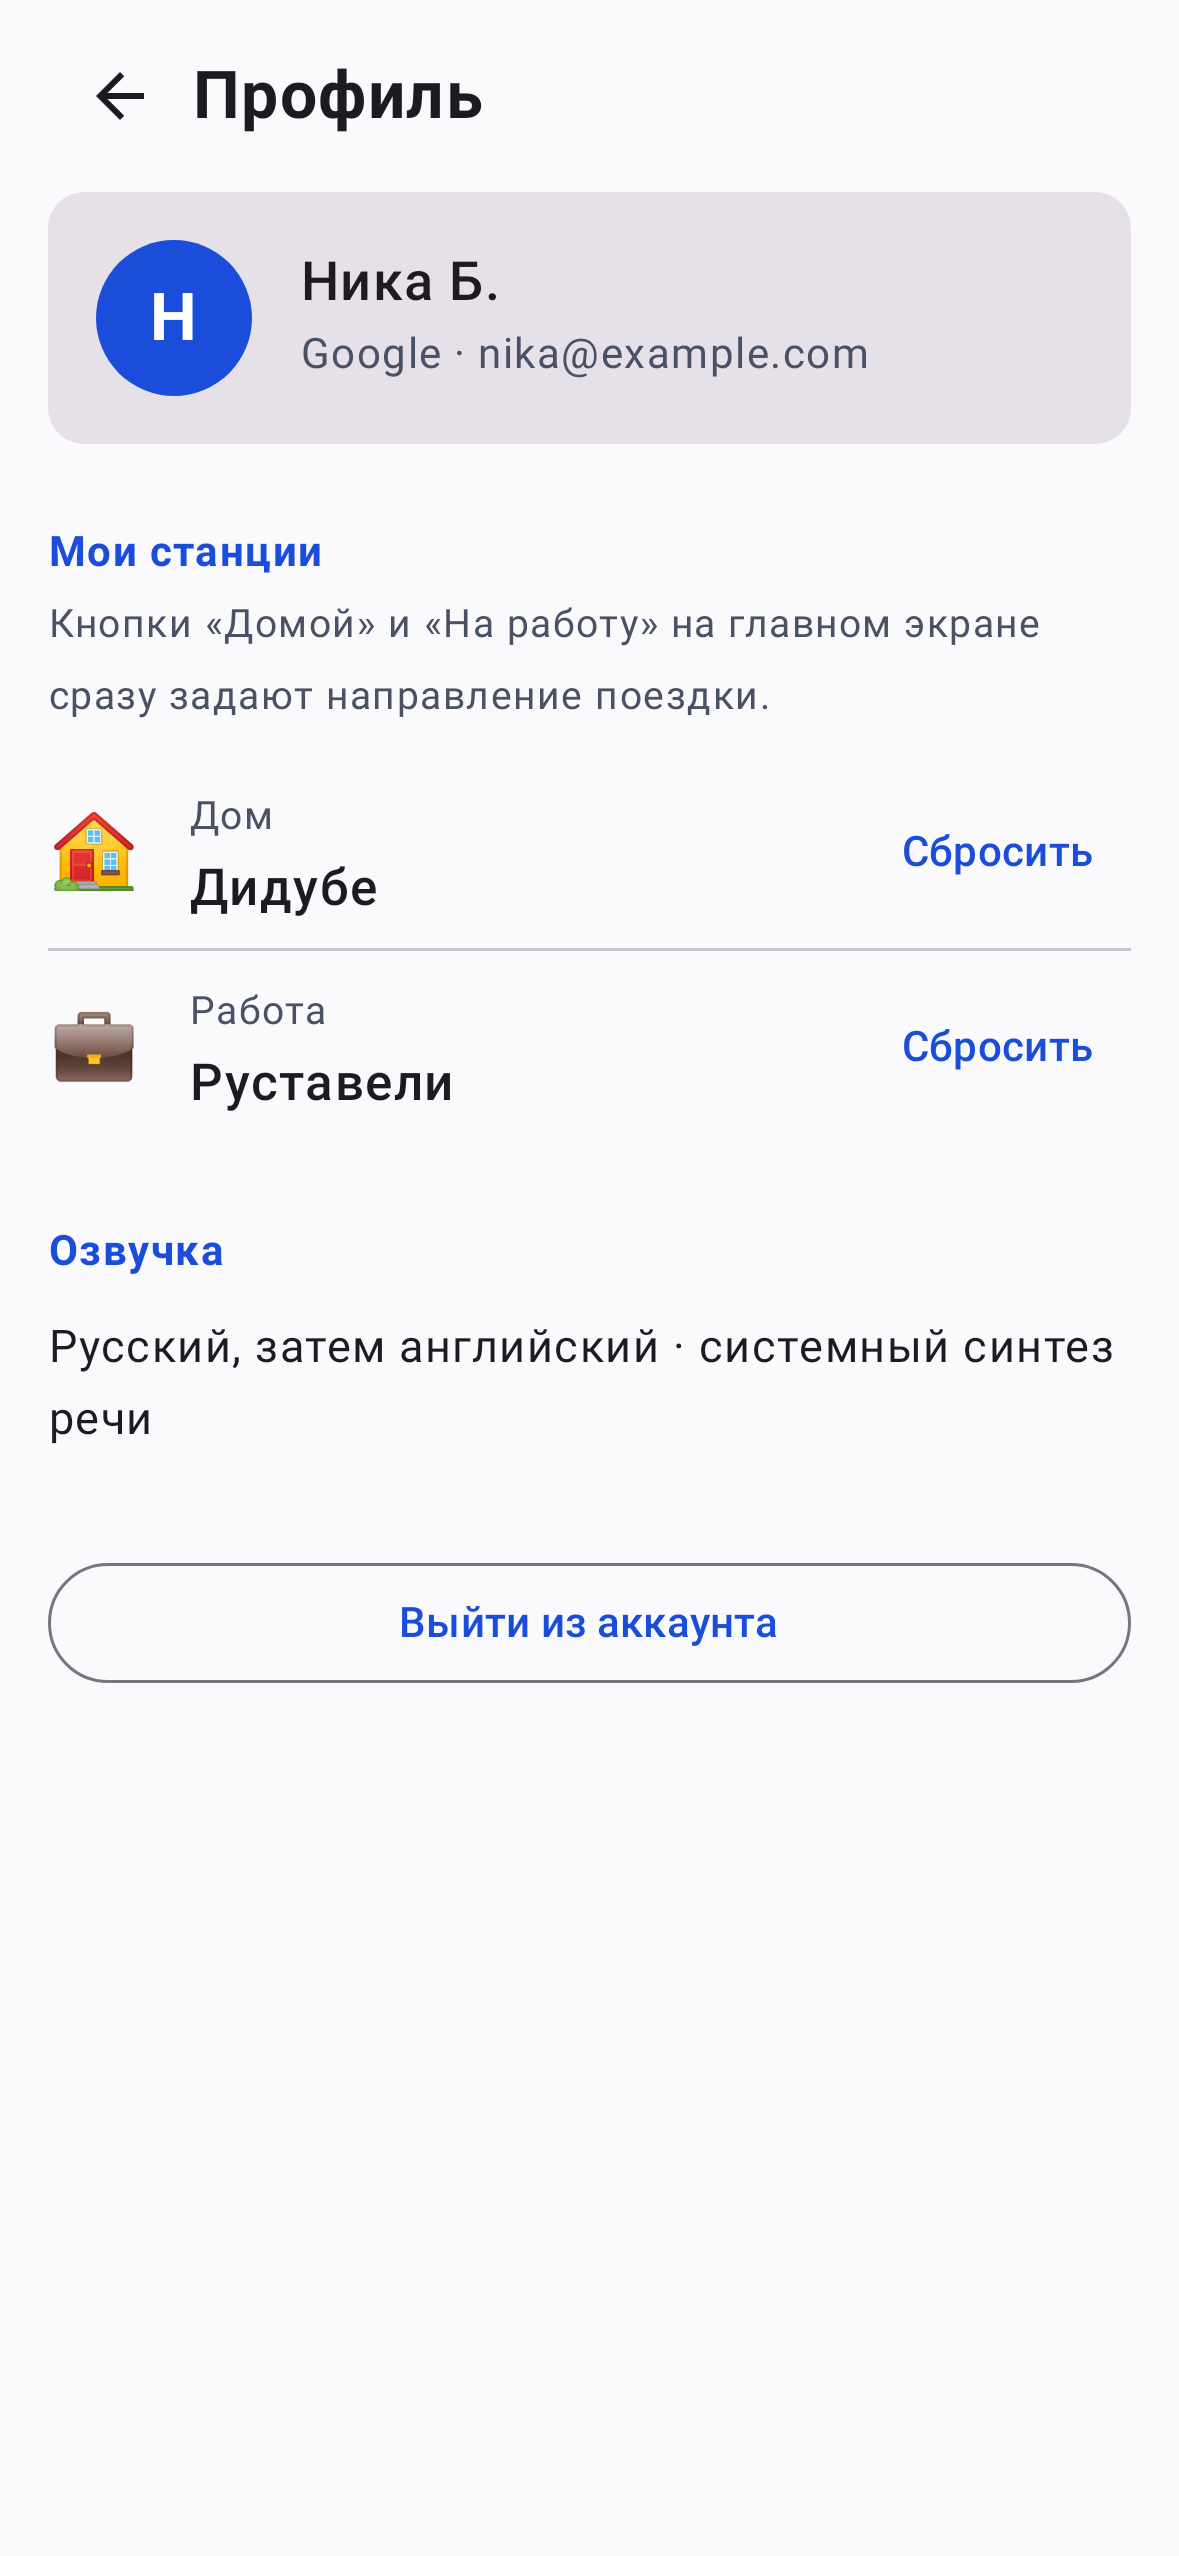 Профиль
Н
Ника Б.
Google · nika@example.com
Мои станции
Кнопки «Домой» и «На работу» на главном экране
сразу задают направление поездки.
Дом
Дидубе
Сбросить
Работа
Руставели
Сбросить
Озвучка
Русский, затем английский · системный синтез
речи
Выйти из аккаунта